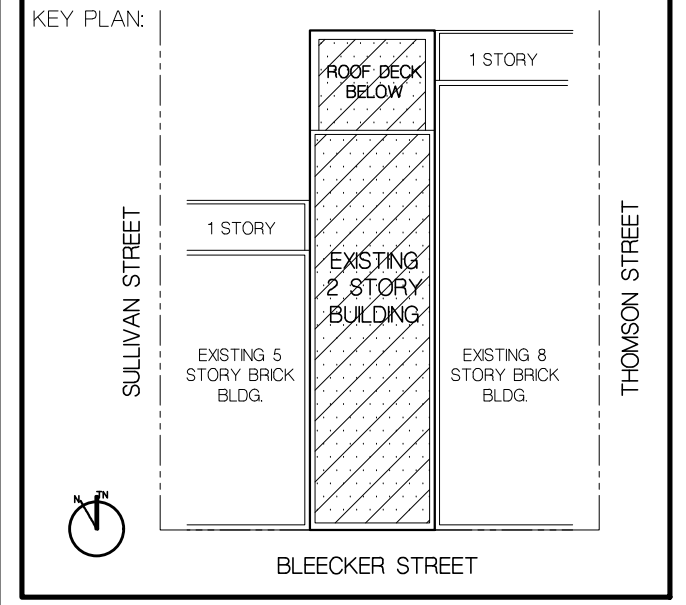 KEY PLAN:
1 STORY
ROOF DECK
BELOW
1 STORY
EXISTING
2 STORY
BUILDING
SULLIVAN STREET
THOMSON STREET
EXISTING 5
STORY BRICK
BLDG.
EXISTING 8
STORY BRICK
BLDG.
N TN
BLEECKER STREET